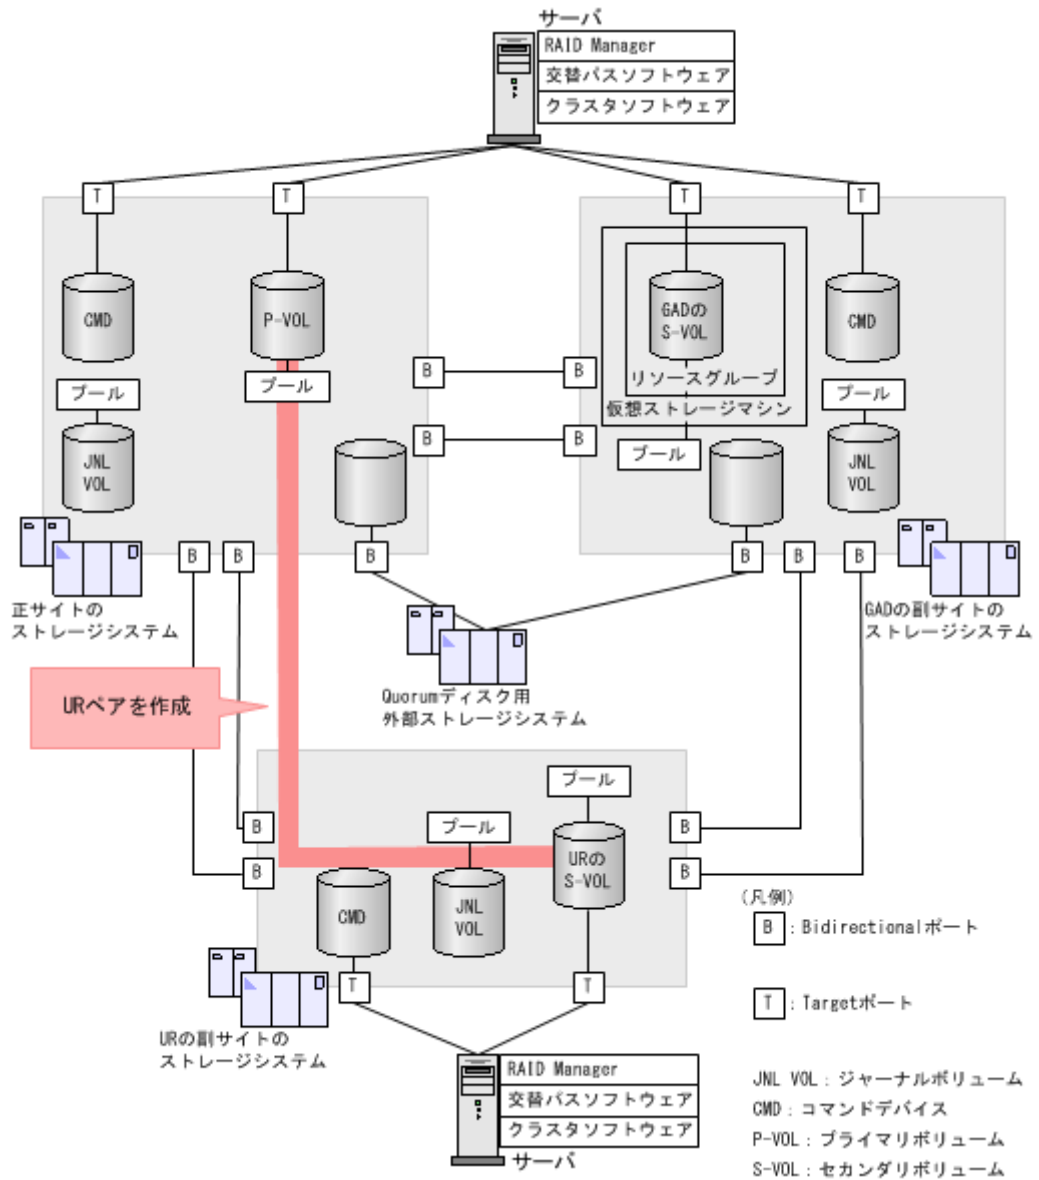 サーバ
RAID Manager
交替パスソフトウェア
クラスタソフトウェア
T
T
T
T
CMD
P-VOL
GADの
S-VOL
CMD
リソースグループ
仮想ストレージマシン
プール
プール
プール
プール
B
B
B
B
JNL
VOL
JNL
VOL
B
B
B
B
B
B
正サイトの
ストレージシステム
GADの副サイトの
ストレージシステム
Quorumディスク用
外部ストレージシステム
URペアを作成
プール
プール
B
B
B
B
URの
S-VOL
CMD
JNL
VOL
T
T
URの副サイトの
ストレージシステム
RAID Manager
交替パスソフトウェア
クラスタソフトウェア
サーバ
(凡例)
B : Bidirectionalポート
T : Targetポート
JNL VOL : ジャーナルボリューム
CMD : コマンドデバイス
P-VOL : プライマリボリューム
S-VOL : セカンダリボリューム